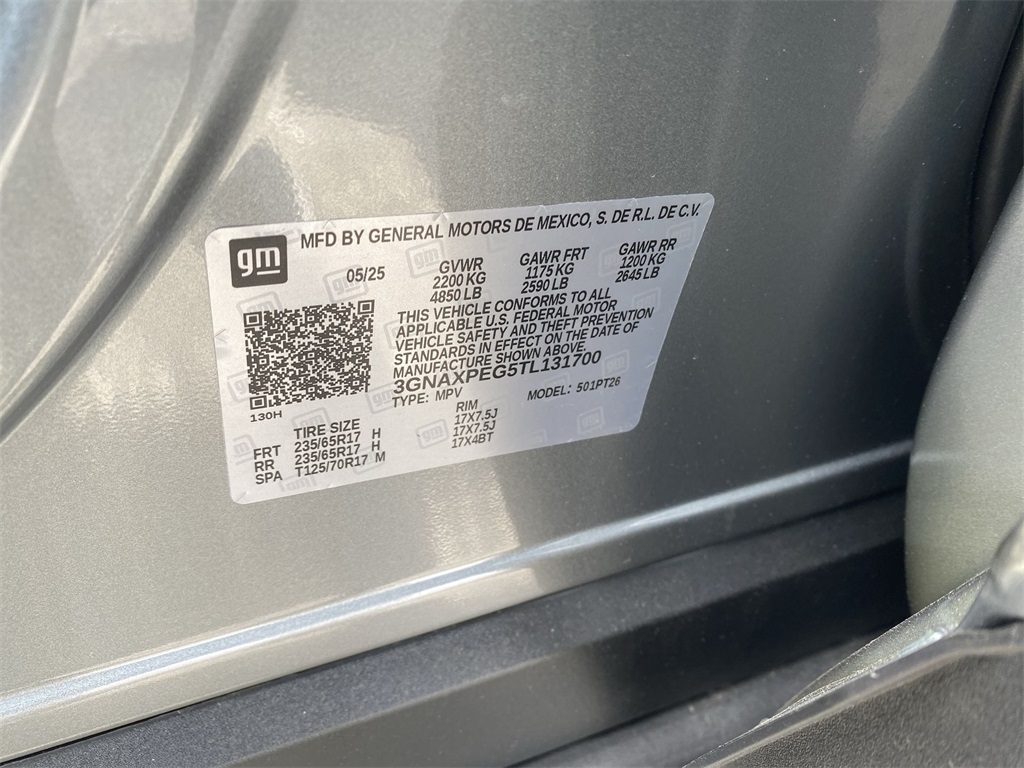 gm
MFD BY GENERAL MOTORS DE MEXICO, S. DE R.L. DE C.V.
05/25
GVWR
2200 KG
4850 LB
GAWR FRT
1175 KG
2590 LB
GAWR RR
1200 KG
2645 LB
THIS VEHICLE CONFORMS TO ALL
APPLICABLE U.S. FEDERAL MOTOR
VEHICLE SAFETY AND THEFT PREVENTION
STANDARDS IN EFFECT ON THE DATE OF
MANUFACTURE SHOWN ABOVE.
3GNAXPEG5TL131700
TYPE: MPV
MODEL: 501PT26
130H
TIRE SIZE
RIM
FRT 235/65R17 H 17X7.5J
RR 235/65R17 H 17X7.5J
SPA T125/70R17 M 17X4BT